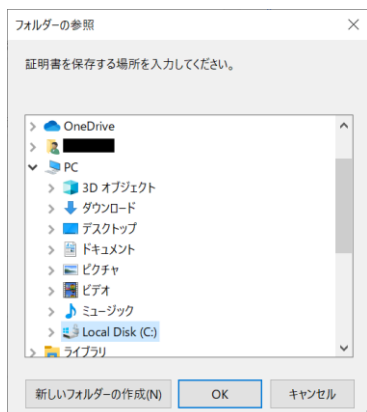 フォルダーの参照
証明書を保存する場所を入力してください。
OneDrive
PC
3D オブジェクト
ダウンロード
デスクトップ
ドキュメント
ピクチャ
ビデオ
ミュージック
Local Disk (C:)
ライブラリ
新しいフォルダーの作成(N)
OK
キャンセル